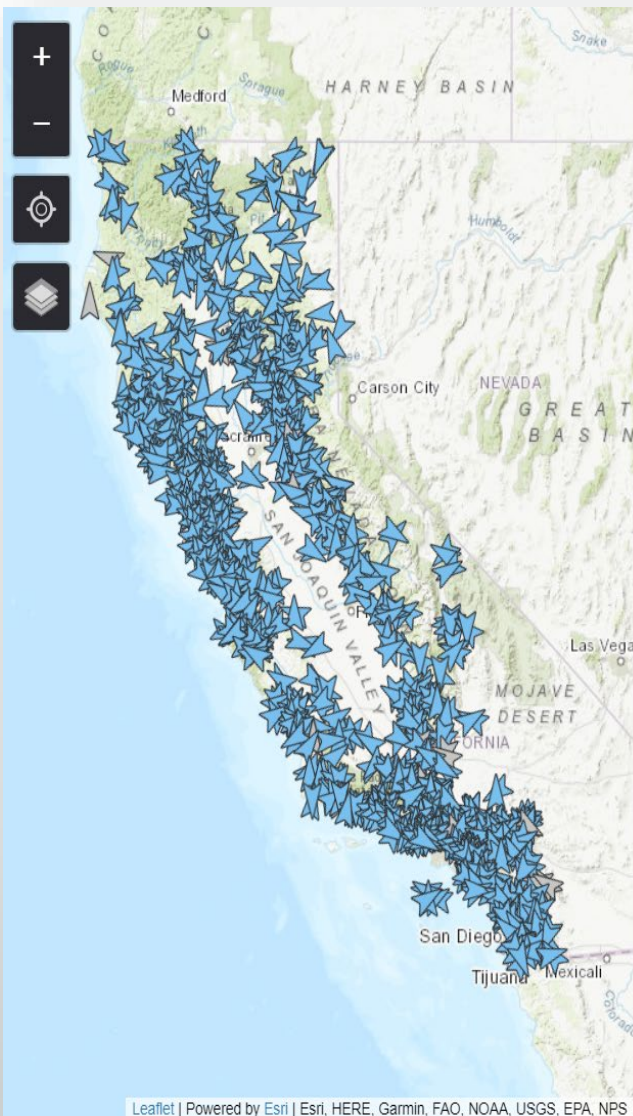 +
−
Medford
Rogue
Sprague
Snake
HARNEY BASIN
Humboldt
Carson City
NEVADA
GREAT
BASIN
SAN JOAQUIN VALLEY
Las Vega
MOJAVE
DESERT
San Diego
Tijuana
Mexicali
Leaflet | Powered by Esri | Esri, HERE, Garmin, FAO, NOAA, USGS, EPA, NPS